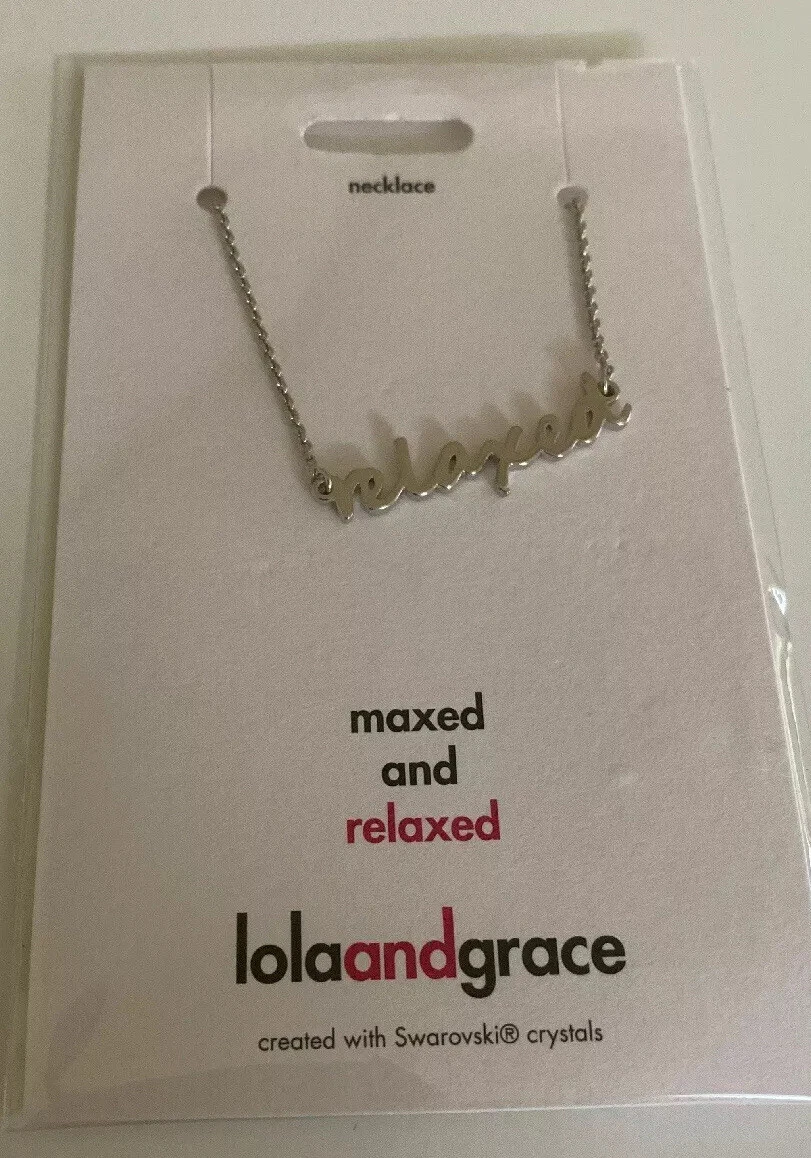 necklace
relaxed
maxed
and
relaxed
lolaandgrace
created with Swarovski® crystals